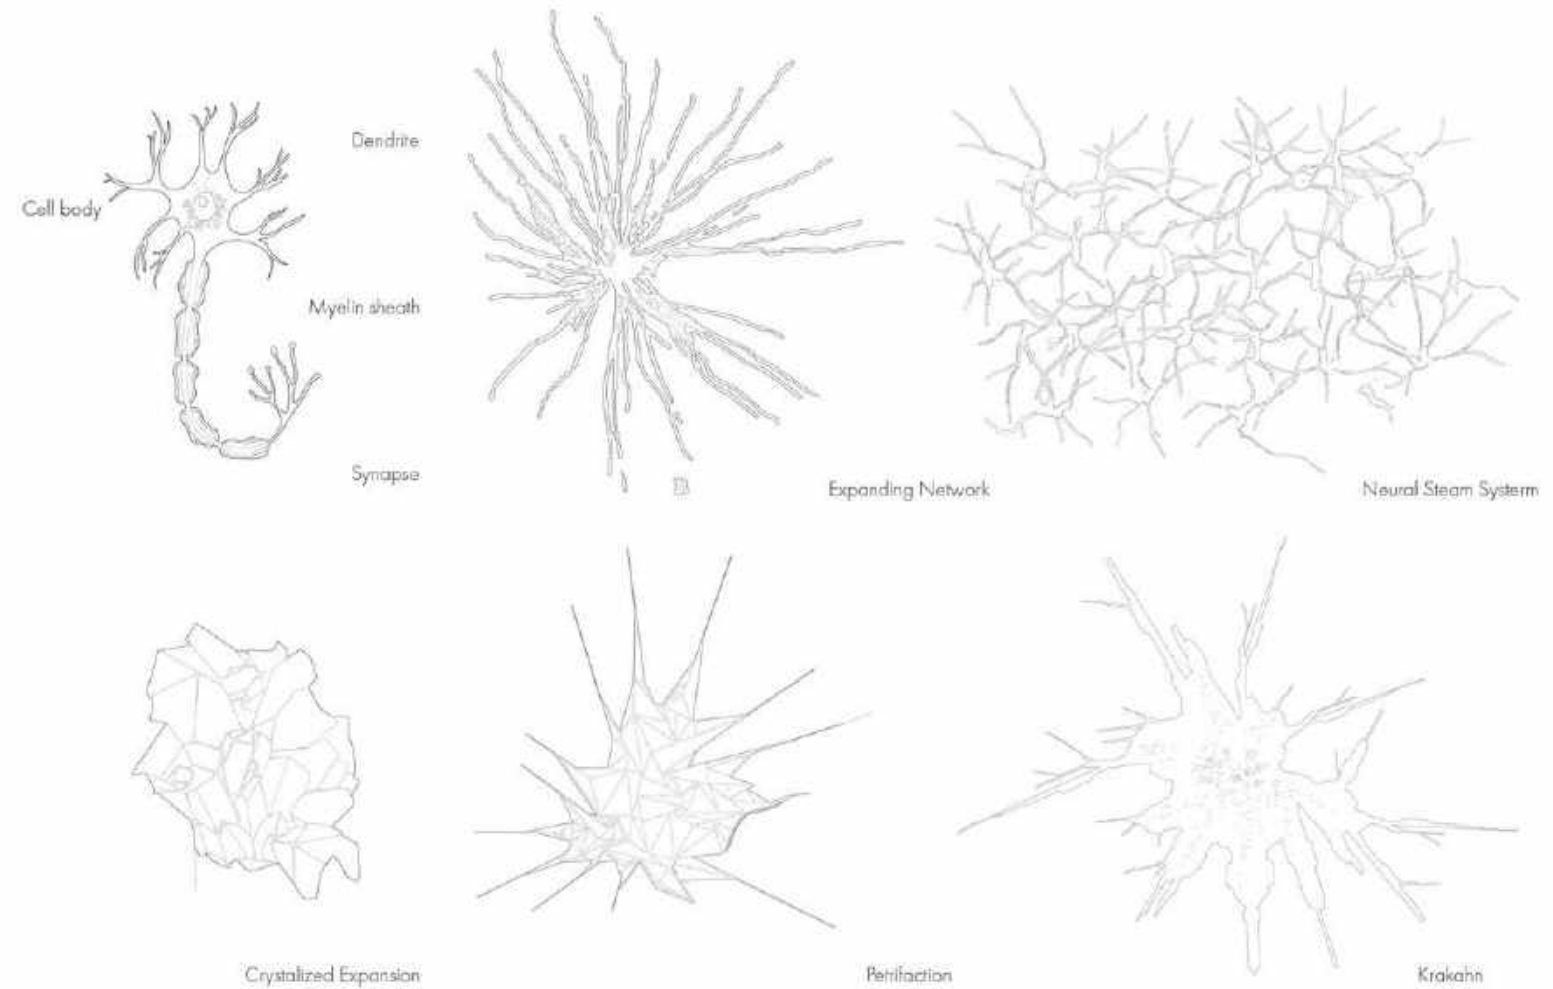 Dendrite
Cell body
Myelin sheath
Synapse
Expanding Network
Neural Steam Systerm
Crystalized Expansion
Petrifaction
Krakahn